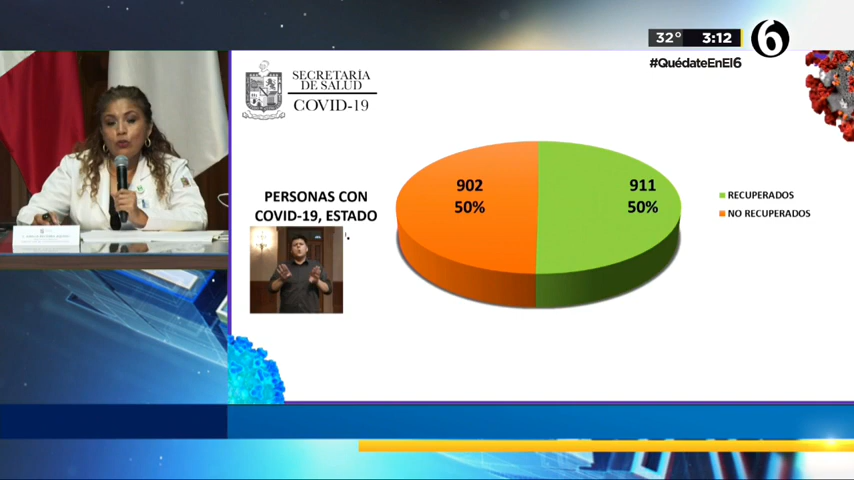 32° 3:12 6
#QuédateEnEl6
SECRETARÍA
DE SALUD
COVID-19
PERSONAS CON
COVID-19, ESTADO
902
50%
911
50%
RECUPERADOS
NO RECUPERADOS